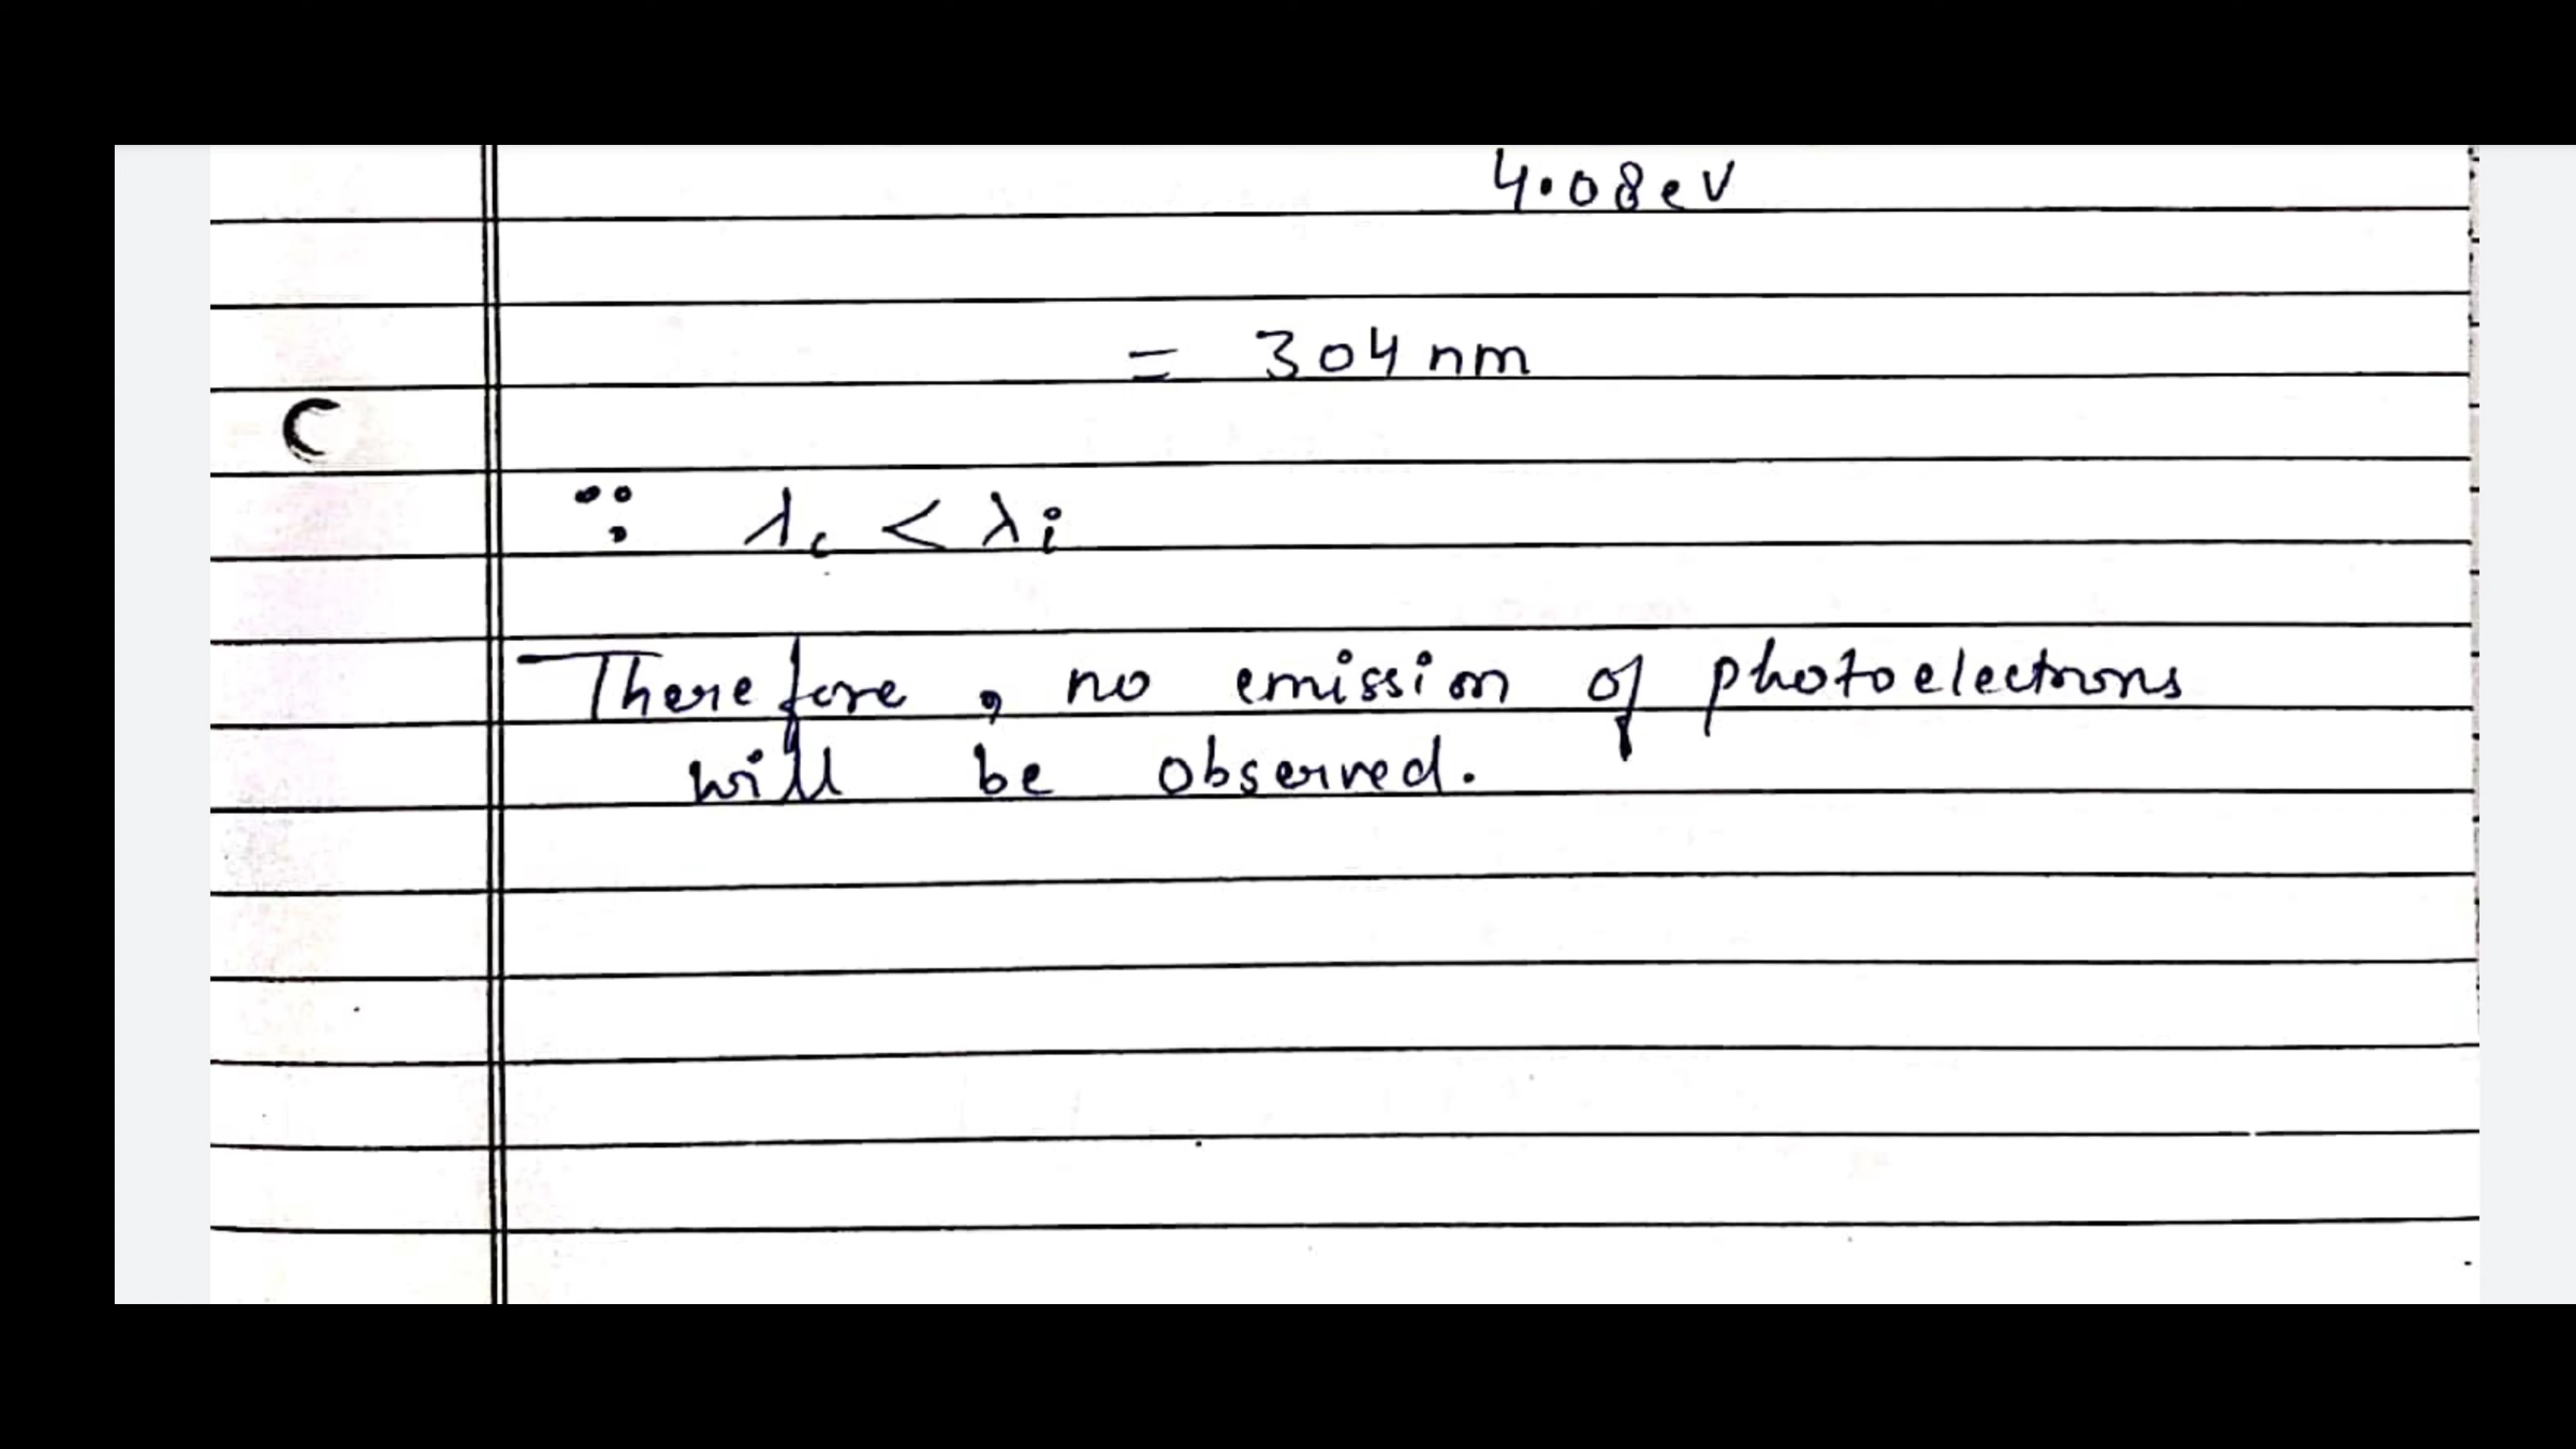 4.08eV
= 304 nm
∵ λc < λi
Therefore, no emission of photoelectrons
will be observed.